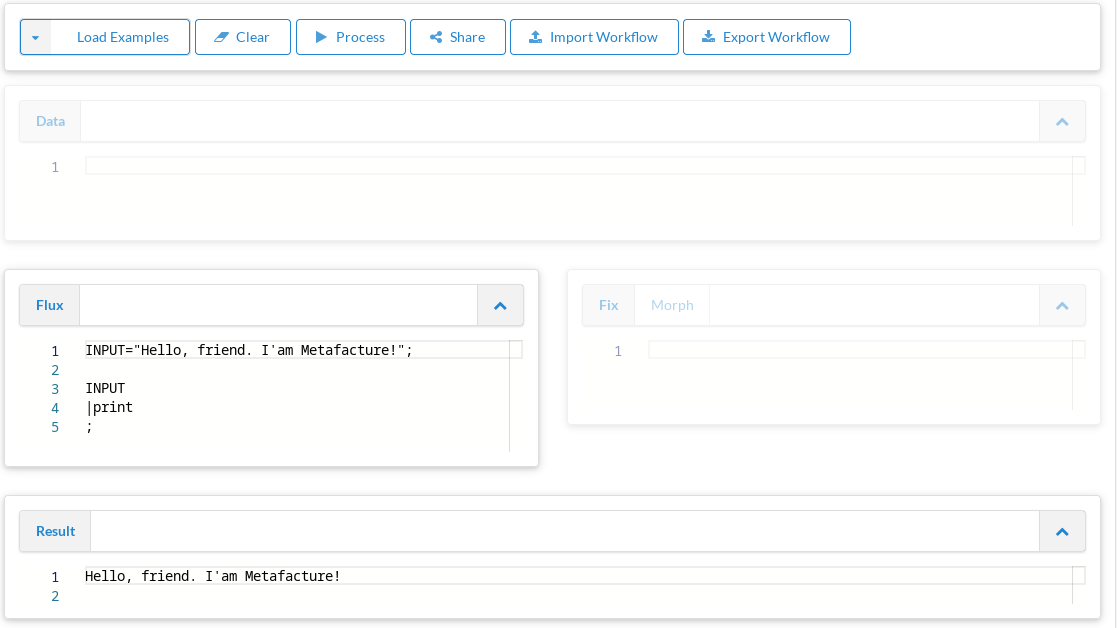 Load Examples Clear Process Share Import Workflow Export Workflow
Data
1
Flux
1 INPUT="Hello, friend. I'am Metafacture!";
2
3 INPUT
4 |print
5 ;
Fix Morph
1
Result
1 Hello, friend. I'am Metafacture!
2